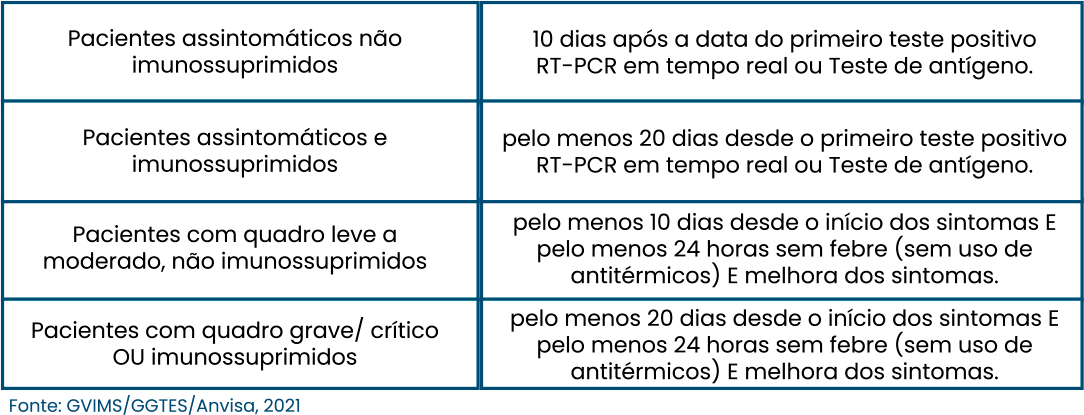 Pacientes assintomáticos não
imunossuprimidos
10 dias após a data do primeiro teste positivo
RT-PCR em tempo real ou Teste de antígeno.
Pacientes assintomáticos e
imunossuprimidos
pelo menos 20 dias desde o primeiro teste positivo
RT-PCR em tempo real ou Teste de antígeno.
Pacientes com quadro leve a
moderado, não imunossuprimidos
pelo menos 10 dias desde o início dos sintomas E
pelo menos 24 horas sem febre (sem uso de
antitérmicos) E melhora dos sintomas.
Pacientes com quadro grave/ crítico
OU imunossuprimidos
pelo menos 20 dias desde o início dos sintomas E
pelo menos 24 horas sem febre (sem uso de
antitérmicos) E melhora dos sintomas.
Fonte: GVIMS/GGTES/Anvisa, 2021